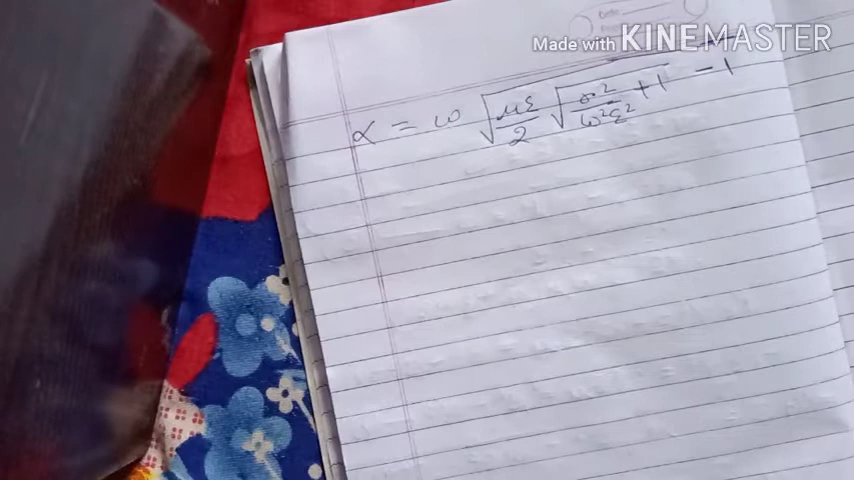 Made with KINEMASTER
α = ω √(με/2 √(σ²/ω²ε² + 1) - 1